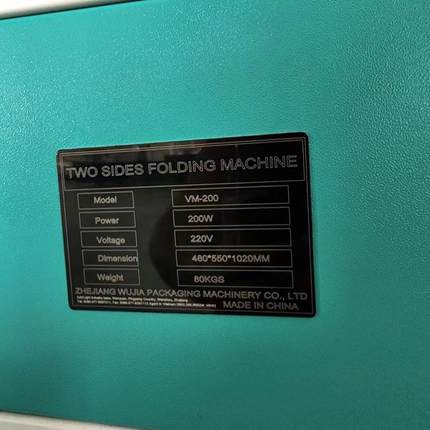 TWO SIDES FOLDING MACHINE
Model VM-200
Power 200W
Voltage 220V
Dimension 480*550*1020MM
Weight 80KGS
ZHEJIANG WUJIA PACKAGING MACHINERY CO., LTD
MADE IN CHINA